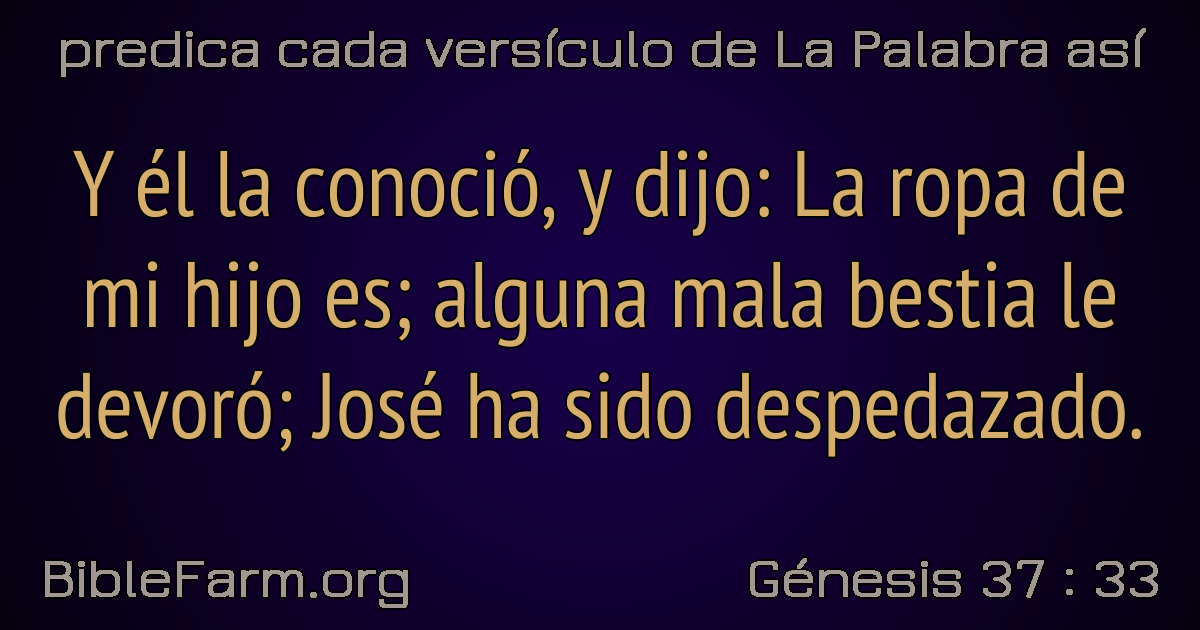 predica cada versículo de La Palabra así
Y él la conoció, y dijo: La ropa de
mi hijo es; alguna mala bestia le
devoró; José ha sido despedazado.
BibleFarm.org
Génesis 37 : 33